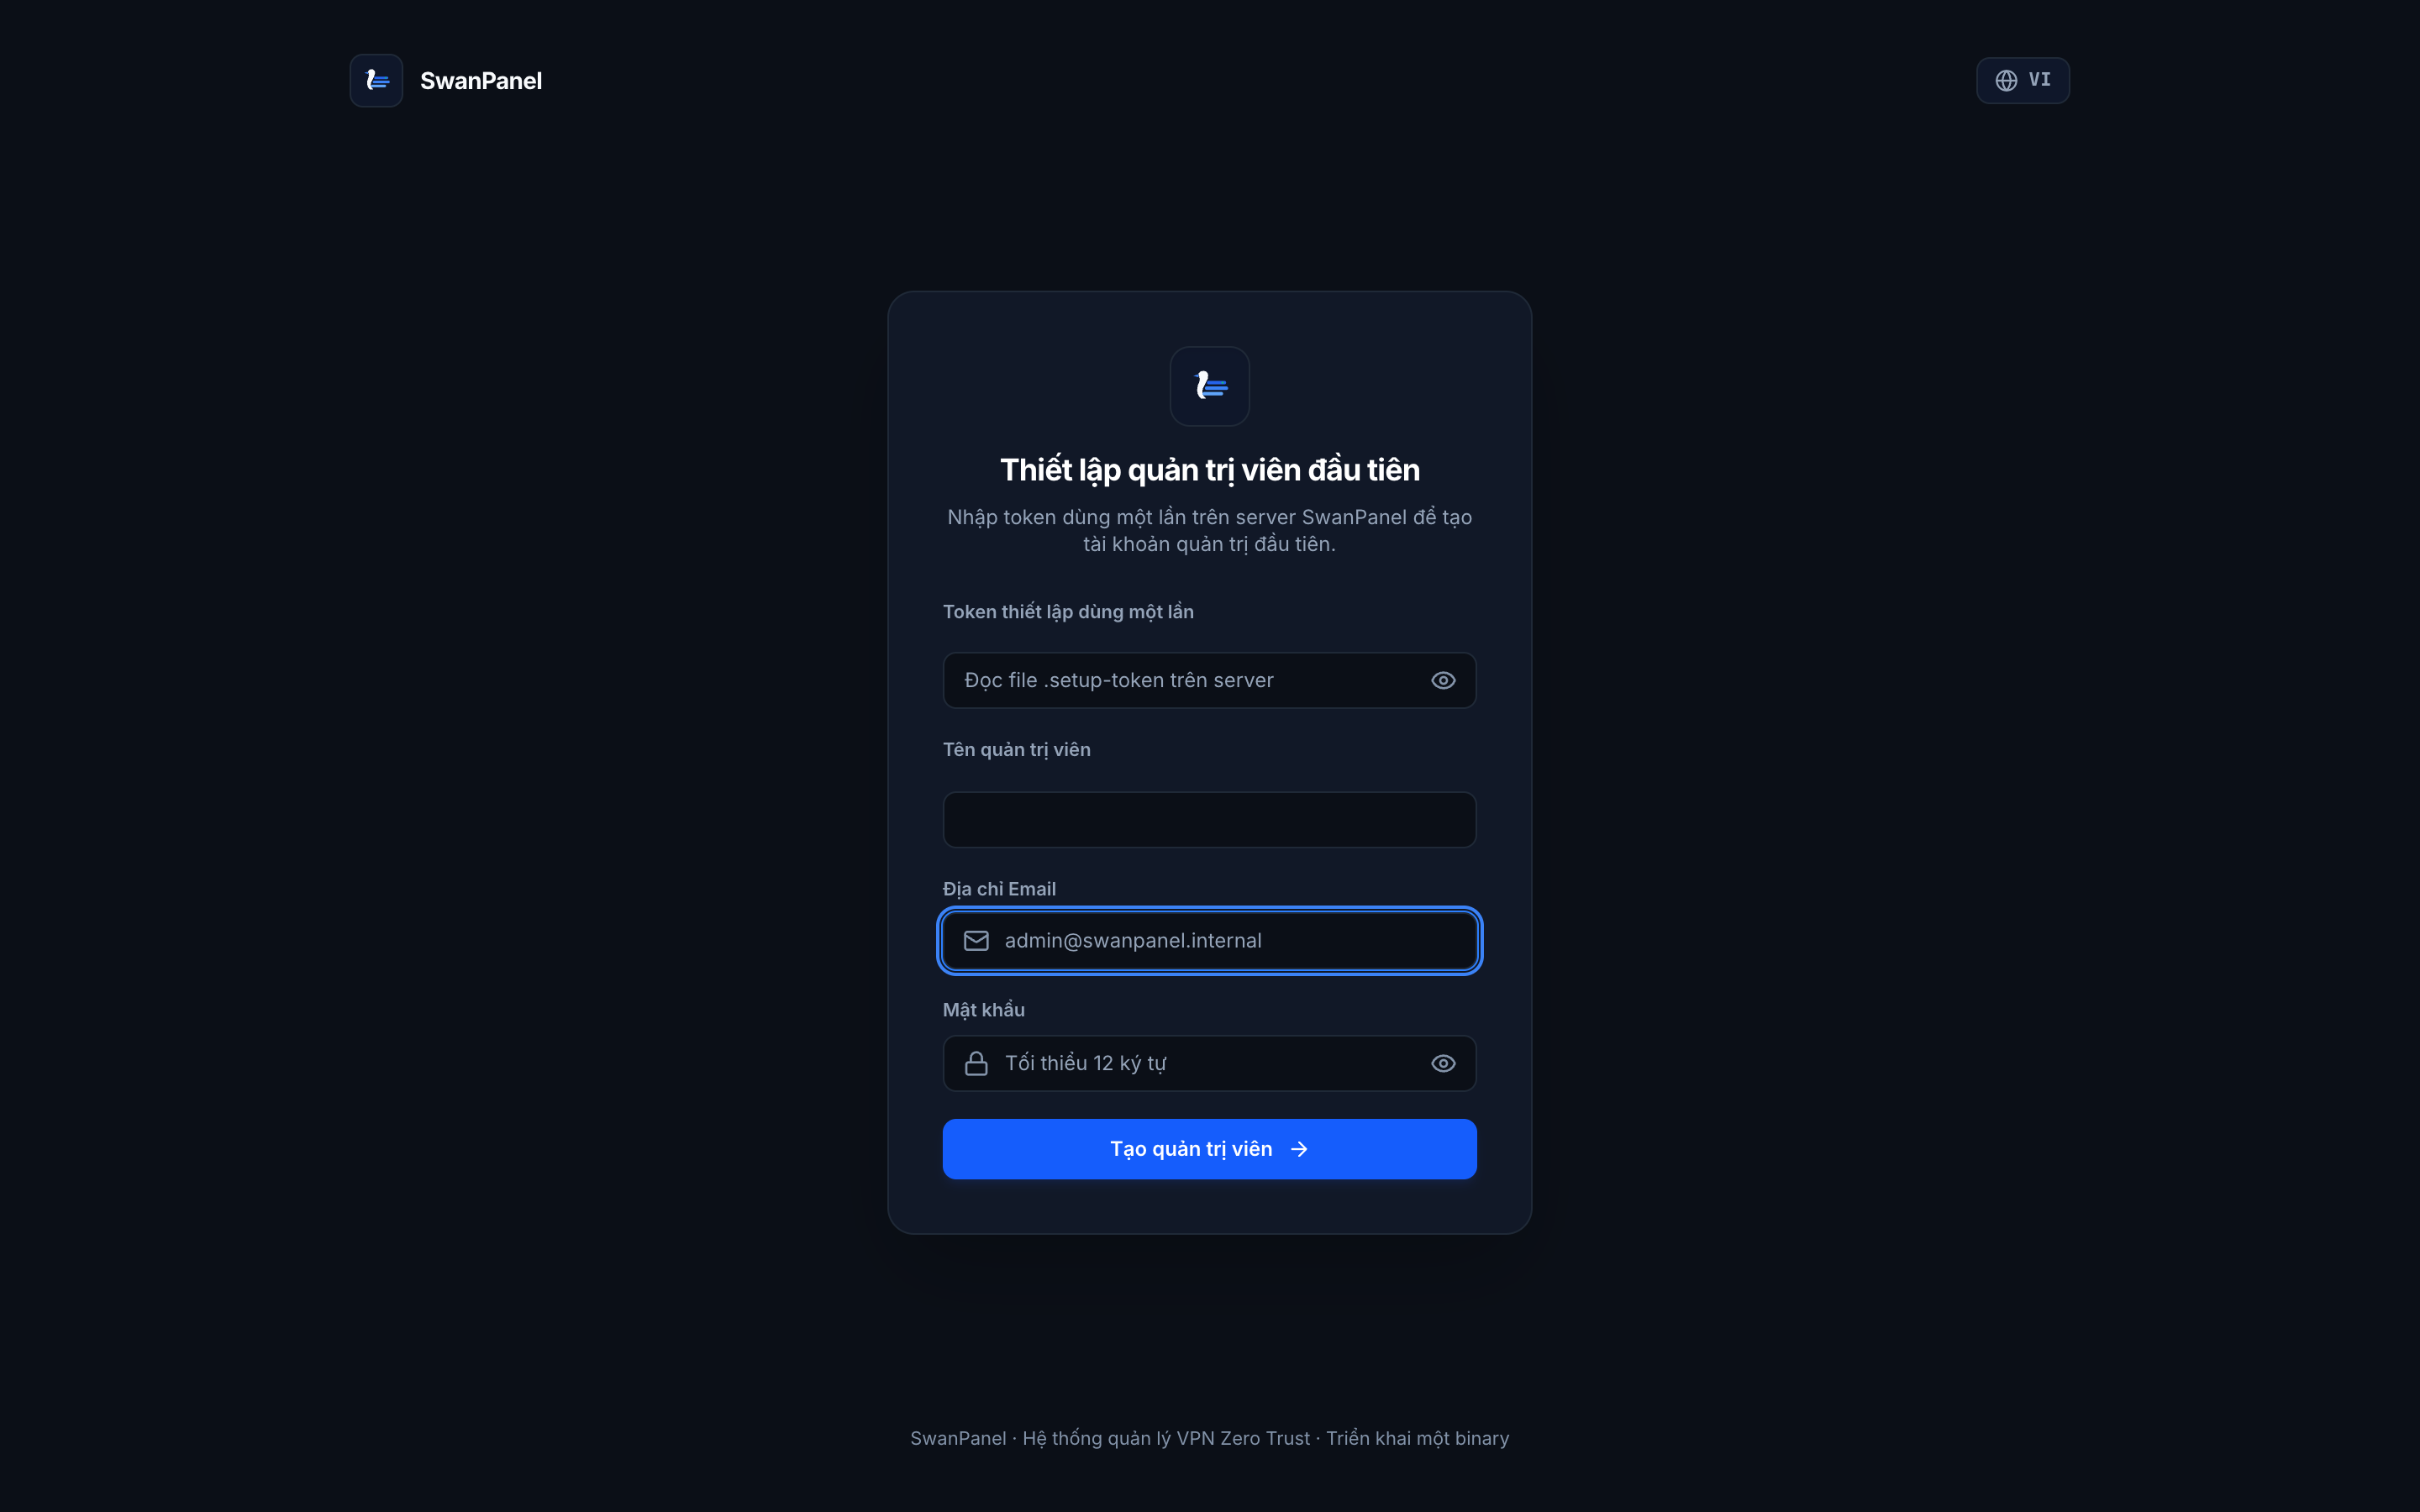 SwanPanel
VI
Thiết lập quản trị viên đầu tiên
Nhập token dùng một lần trên server SwanPanel để tạo
tài khoản quản trị đầu tiên.
Token thiết lập dùng một lần
Đọc file .setup-token trên server
Tên quản trị viên
Địa chỉ Email
admin@swanpanel.internal
Mật khẩu
Tối thiểu 12 ký tự
Tạo quản trị viên
SwanPanel · Hệ thống quản lý VPN Zero Trust · Triển khai một binary